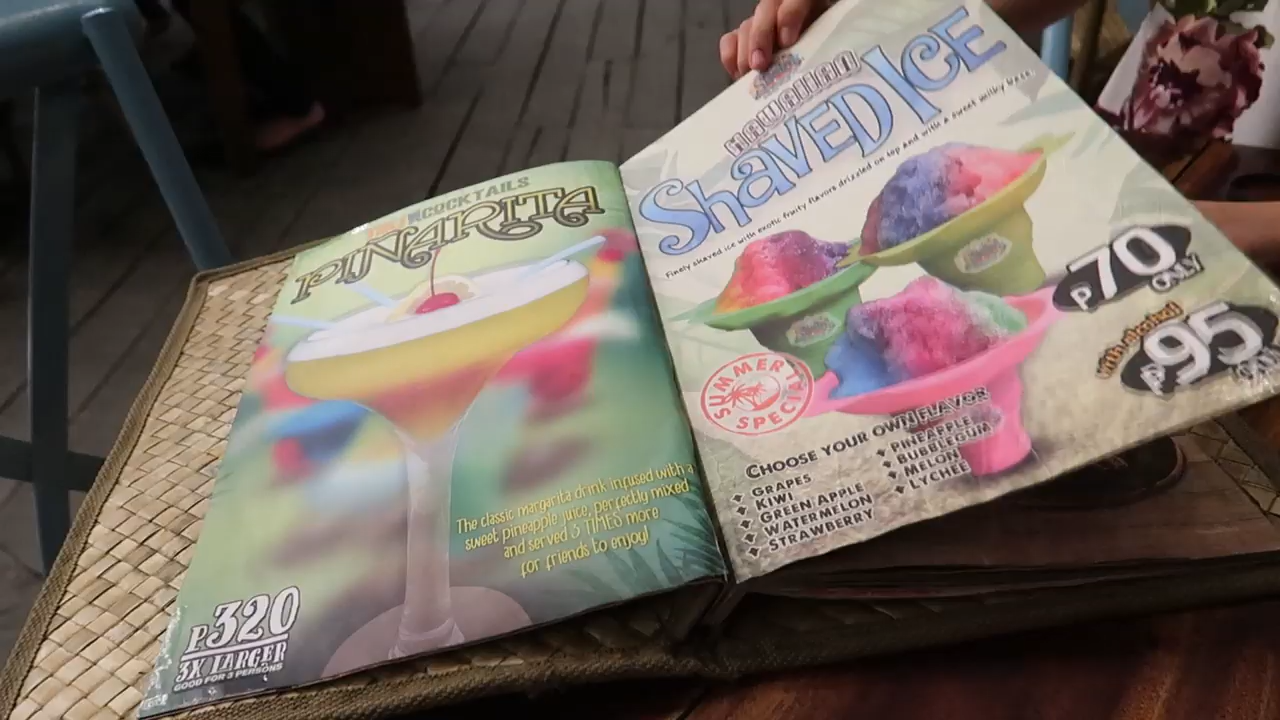 COCKTAILS
PINARITA
The classic margarita drink infused with a
sweet pineapple juice, perfectly mixed
and served 3 TIMES more
for friends to enjoy!
P320
3X LARGER
GOOD FOR 3 PERSONS
HAWAIIAN
Shaved Ice
Finely shaved ice with exotic fruity flavors drizzled on top and with a sweet milky base.
P70
ONLY
with alcohol
P95
SUMMER
SPECIAL
CHOOSE YOUR OWN FLAVOR
GRAPES
KIWI
GREEN APPLE
WATERMELON
STRAWBERRY
PINEAPPLE
BUBBLEGUM
MELON
LYCHEE